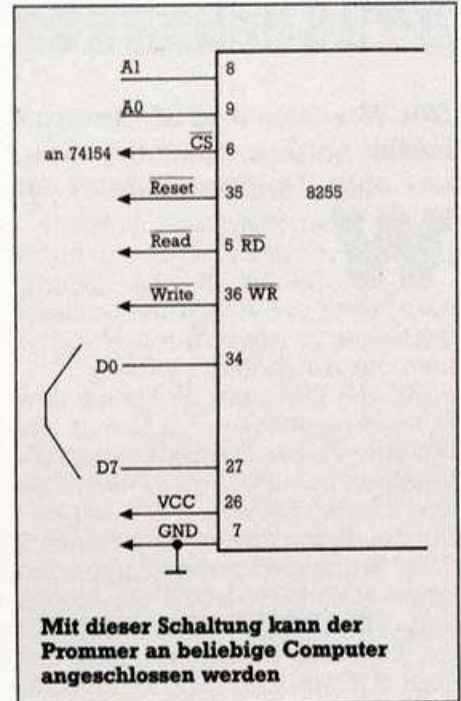 A1 8
A0 9
an 74154 CS 6
Reset 35 8255
Read 5 RD
Write 36 WR
D0 34
D7 27
VCC 26
GND 7
Mit dieser Schaltung kann der
Prommer an beliebige Computer
angeschlossen werden